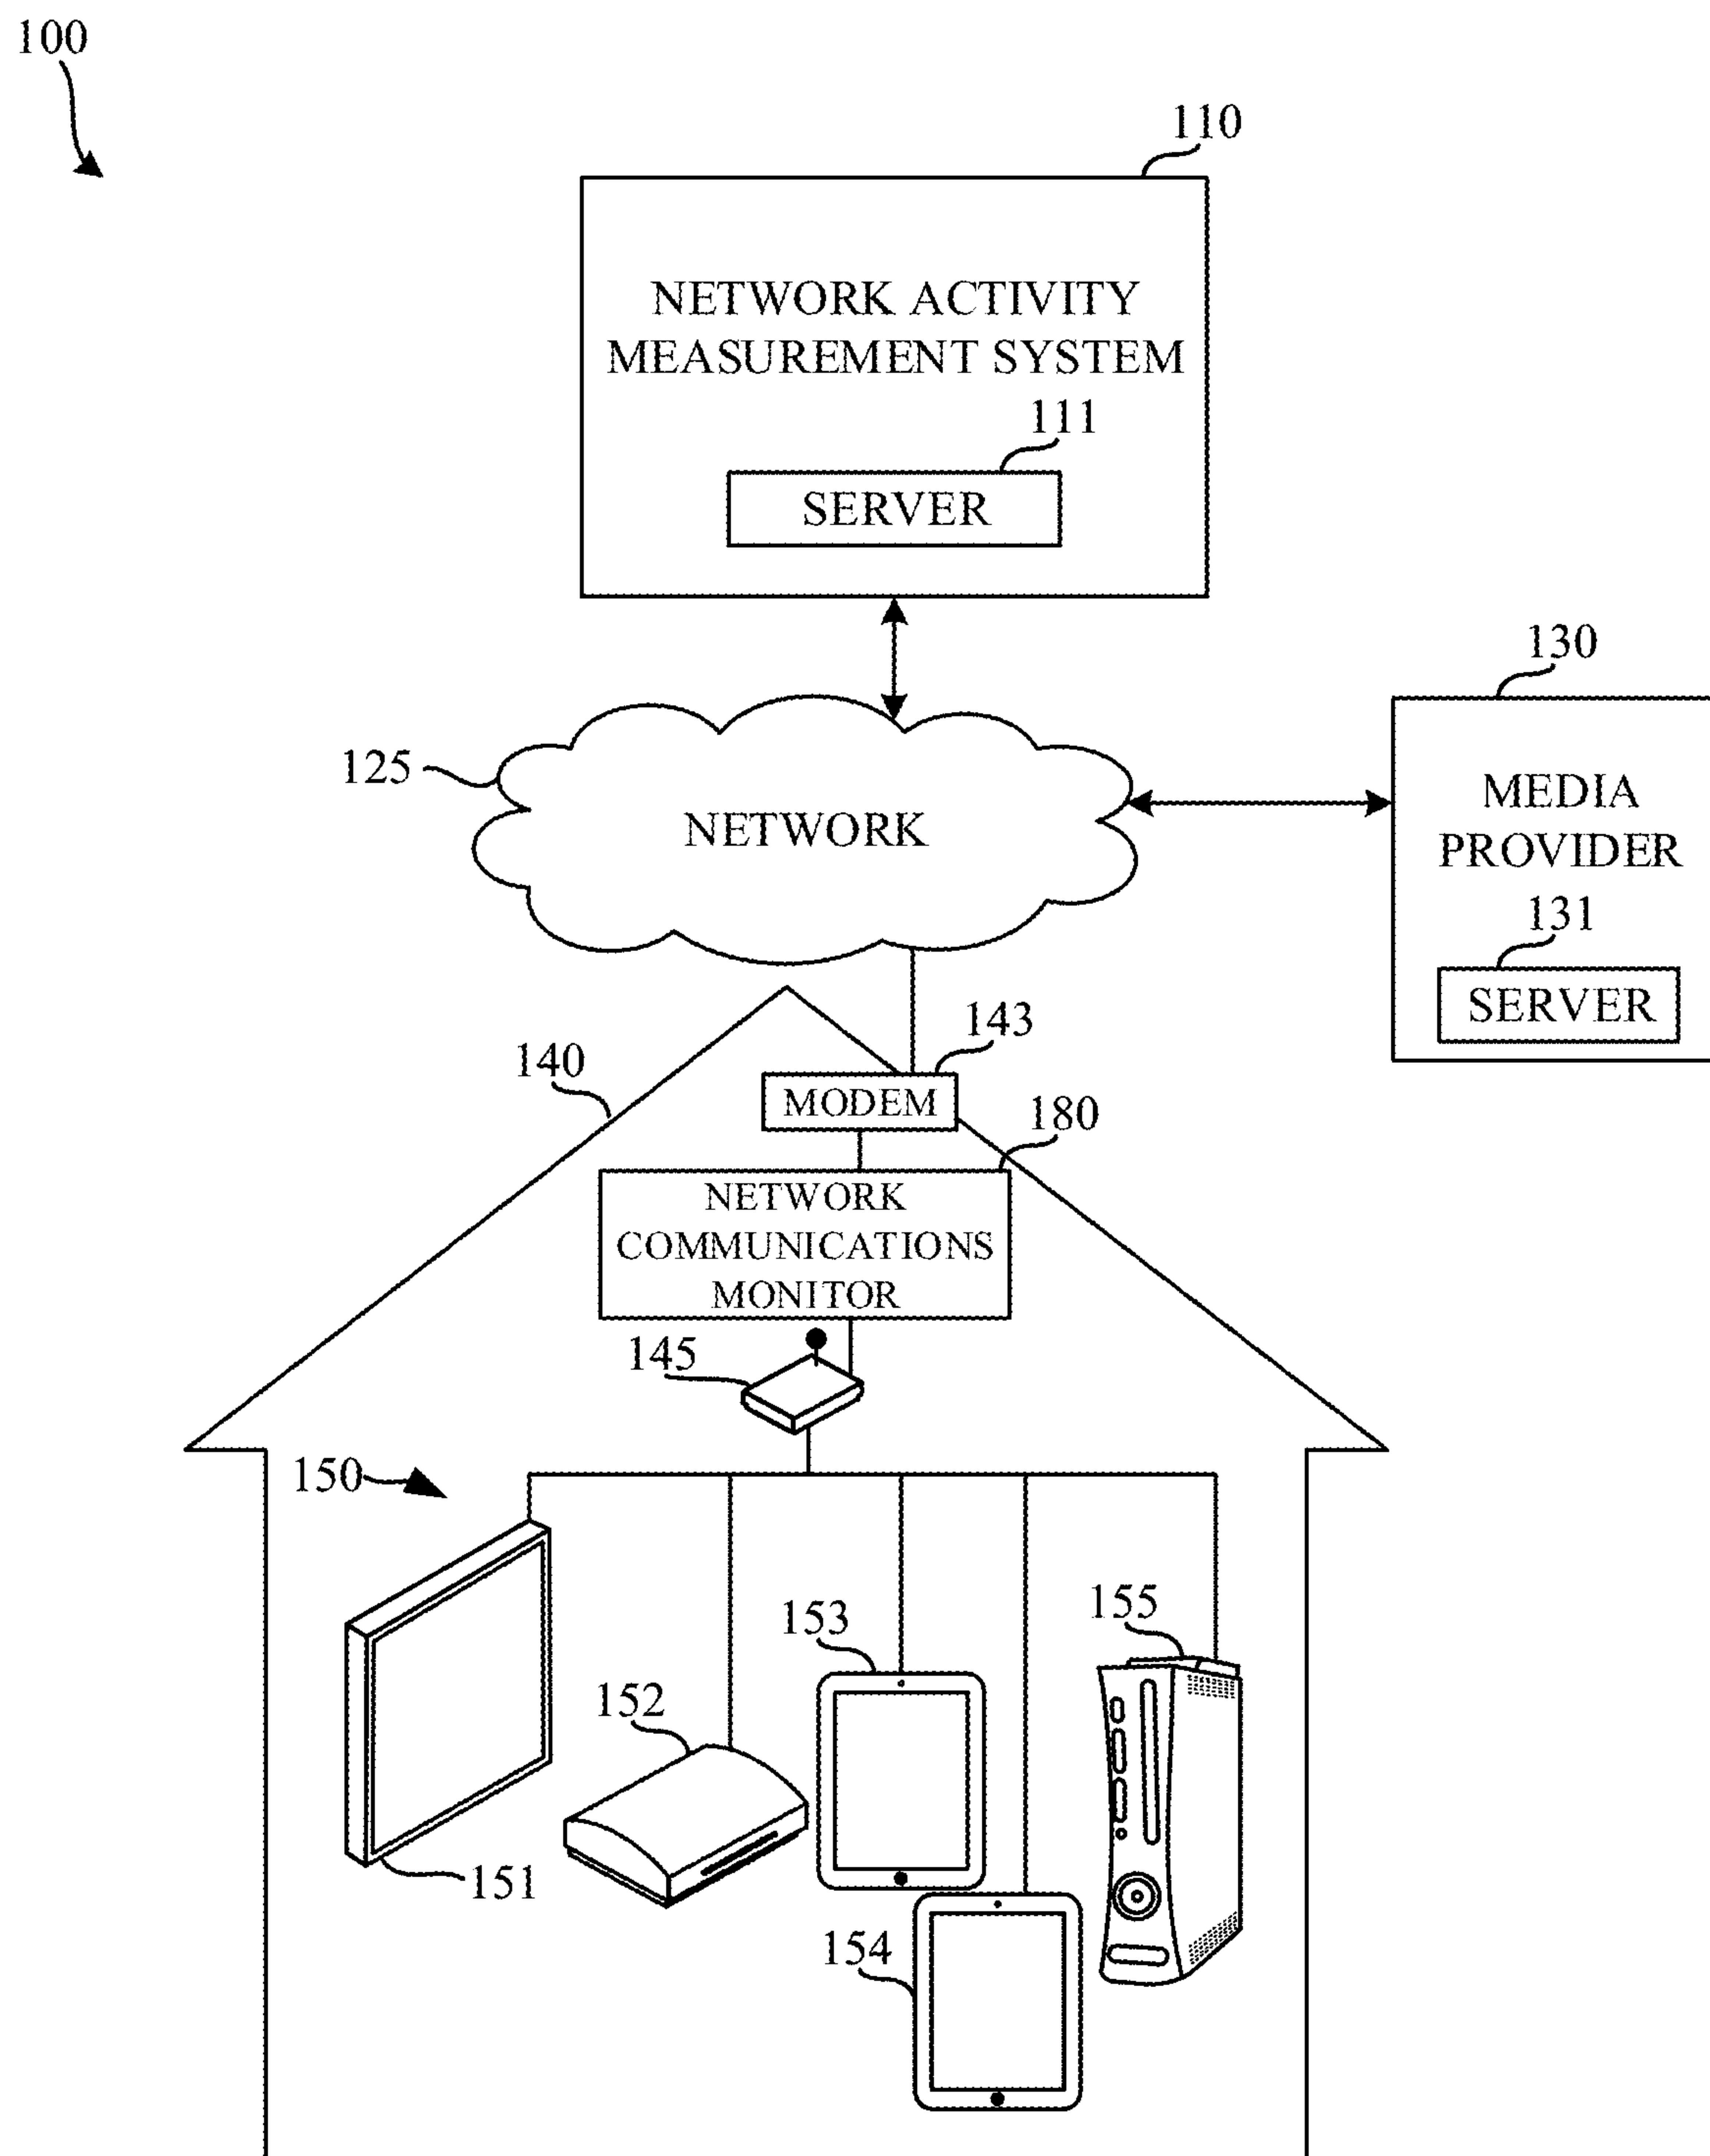 100
110
NETWORK ACTIVITY
MEASUREMENT SYSTEM
111
SERVER
130
125
NETWORK
MEDIA
PROVIDER
131
SERVER
143
140
MODEM
180
NETWORK
COMMUNICATIONS
MONITOR
145
150
153
155
152
151
154